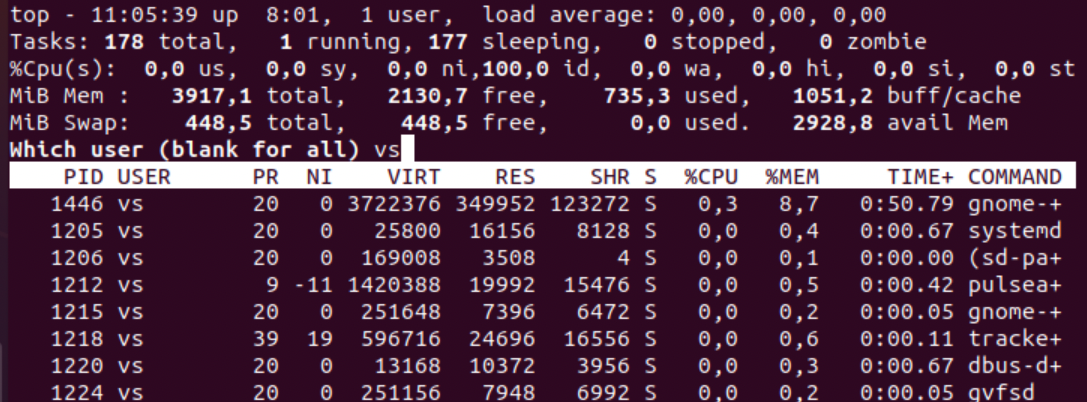 top - 11:05:39 up  8:01,  1 user,  load average: 0,00, 0,00, 0,00
Tasks: 178 total,   1 running, 177 sleeping,   0 stopped,   0 zombie
%Cpu(s):  0,0 us,  0,0 sy,  0,0 ni,100,0 id,  0,0 wa,  0,0 hi,  0,0 si,  0,0 st
MiB Mem :   3917,1 total,   2130,7 free,    735,3 used,   1051,2 buff/cache
MiB Swap:    448,5 total,    448,5 free,      0,0 used.   2928,8 avail Mem
Which user (blank for all) vs
    PID USER      PR  NI    VIRT    RES    SHR S  %CPU  %MEM     TIME+ COMMAND
   1446 vs        20   0 3722376 349952 123272 S   0,3   8,7   0:50.79 gnome-+
   1205 vs        20   0   25800  16156   8128 S   0,0   0,4   0:00.67 systemd
   1206 vs        20   0  169008   3508      4 S   0,0   0,1   0:00.00 (sd-pa+
   1212 vs         9 -11 1420388  19992  15476 S   0,0   0,5   0:00.42 pulsea+
   1215 vs        20   0  251648   7396   6472 S   0,0   0,2   0:00.05 gnome-+
   1218 vs        39  19  596716  24696  16556 S   0,0   0,6   0:00.11 tracke+
   1220 vs        20   0   13168  10372   3956 S   0,0   0,3   0:00.67 dbus-d+
   1224 vs        20   0  251156   7948   6992 S   0,0   0,2   0:00.05 gvfsd